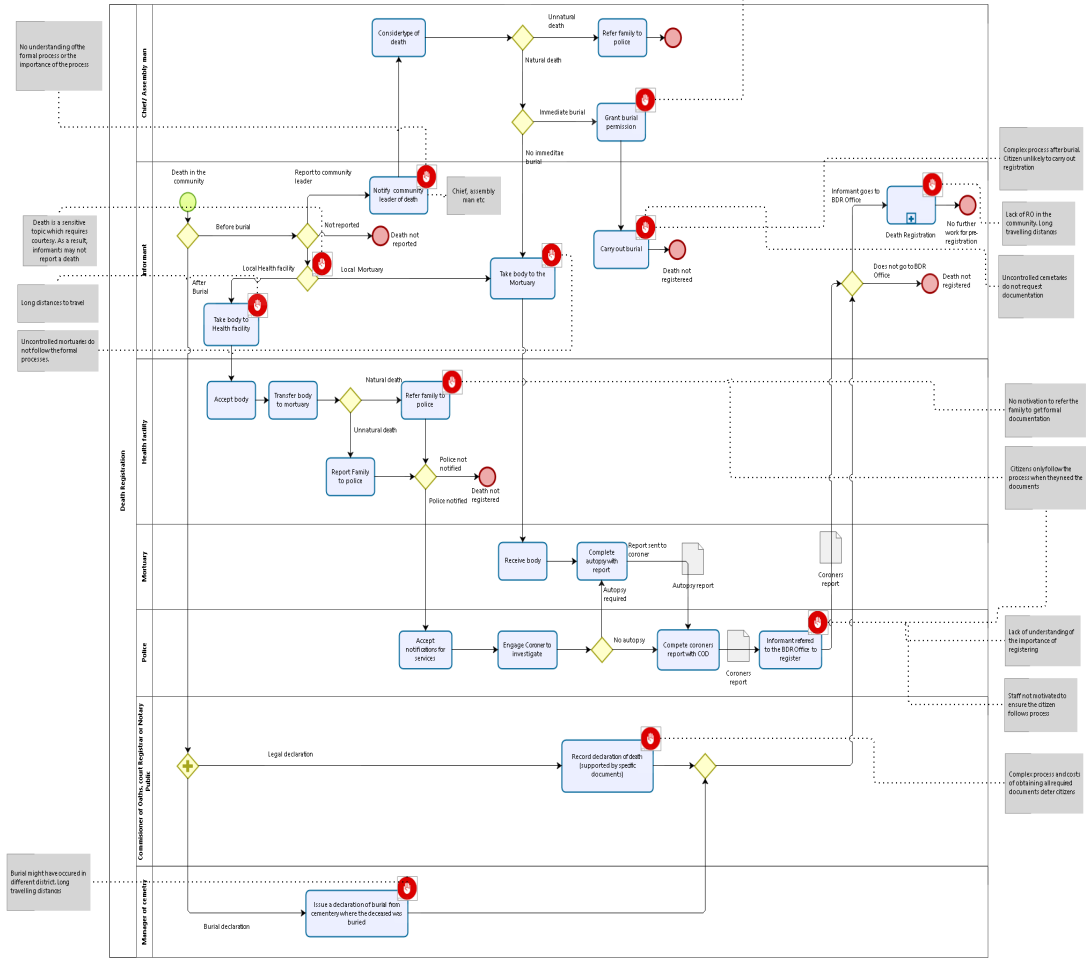 No understanding of the
formal process or the
importance of the process
Chief/ Assembly man
Considertype of
death
Unnatural
death
Refer family to
police
Natural death
Immediate burial
Grant burial
permission
No immeditae
burial
Complex process after burial.
Citizen unlikely to carry out
registration
Death in the
community
Report to community
leader
Notify community
leader of death
Chief, assembly
man etc
Informant goes to
BDR Office
Death Registration
No further
work for pre-
registration
Lack of RO in the
community. Long
travelling distances
Death is a sensitive
topic which requires
courtesy. As a result,
informants may not
report a death
Informant
Before burial
Not reported
Death not
reported
Carry out burial
Death not
registereed
Local Health facility
Local Mortuary
Take body to the
Mortuary
Does not go to BDR
Office
Death not
registered
Uncontrolled cemetaries
do not request
documentation
After
Burial
Long distances to travel
Take body to
Health facility
Uncontrolled mortuaries do
not follow the formal
processes.
Death Registration
Health facility
Accept body
Transfer body
to mortuary
Natural death
Refer family to
police
Unnatural death
Report Family
to police
Police not
notified
Death not
registered
Police notified
No motivation to refer the
family to get formal
documentation
Citizens only follow the
process when they need the
documents
Mortuary
Receive body
Complete
autopsy with
report
Report sent to
coroner
Autopsy report
Coroners
report
Autopsy
required
Police
Accept
notifications for
services
Engage Coroner to
investigate
No autopsy
Compete coroners
report with COD
Coroners
report
Informant referred
to the BDR Office to
register
Lack of understanding of
the importance of
registering
Staff not motivated to
ensure the citizen
follows process
Commisioner of Oaths, court Registrar or Notary
Public
Legal declaration
Record declaration of death
(supported by specific
documents)
Complex process and costs
of obtaining all required
documents deter citizens
Burial might have occured in
different district. Long
travelling distances
Manager of cemetry
Issue a declaration of burial from
cementery where the deceased was
buried
Burial declaration